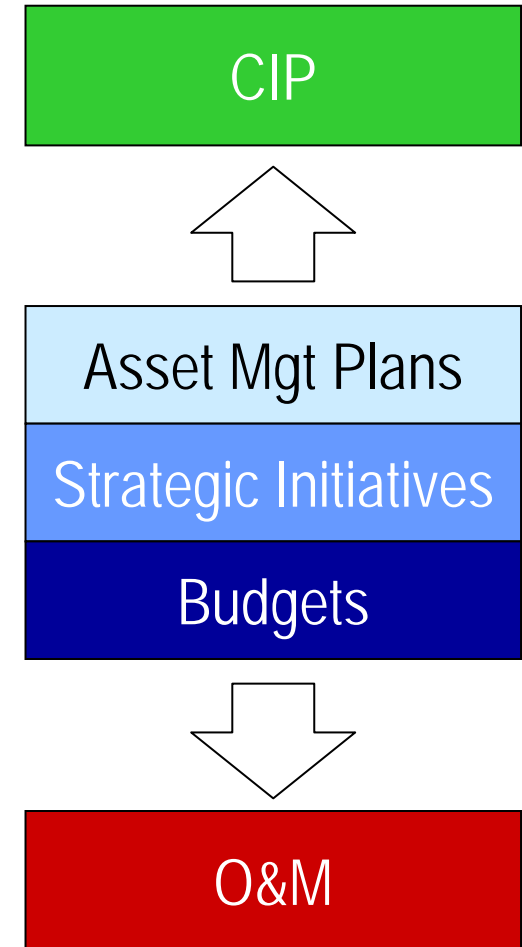 CIP
Asset Mgt Plans
Strategic Initiatives
Budgets
O&M